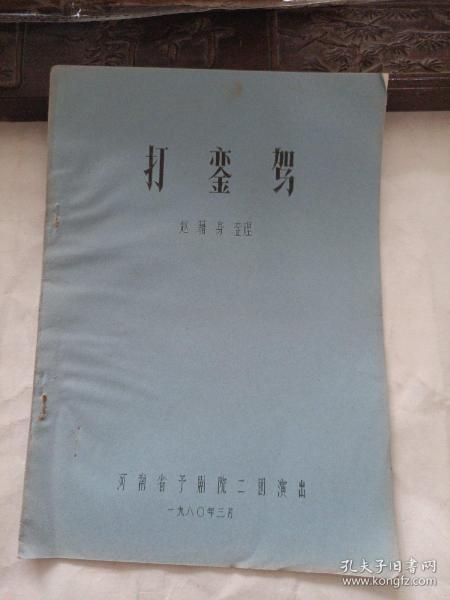 打銮驾
赵籍身 整理
河南省予剧院二团演出
一九八〇年三月
孔夫子旧书网
www.kongfz.com